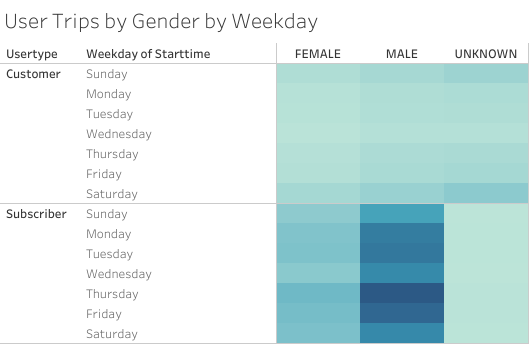 User Trips by Gender by Weekday
Usertype Weekday of Starttime FEMALE MALE UNKNOWN
Customer Sunday
Monday
Tuesday
Wednesday
Thursday
Friday
Saturday
Subscriber Sunday
Monday
Tuesday
Wednesday
Thursday
Friday
Saturday